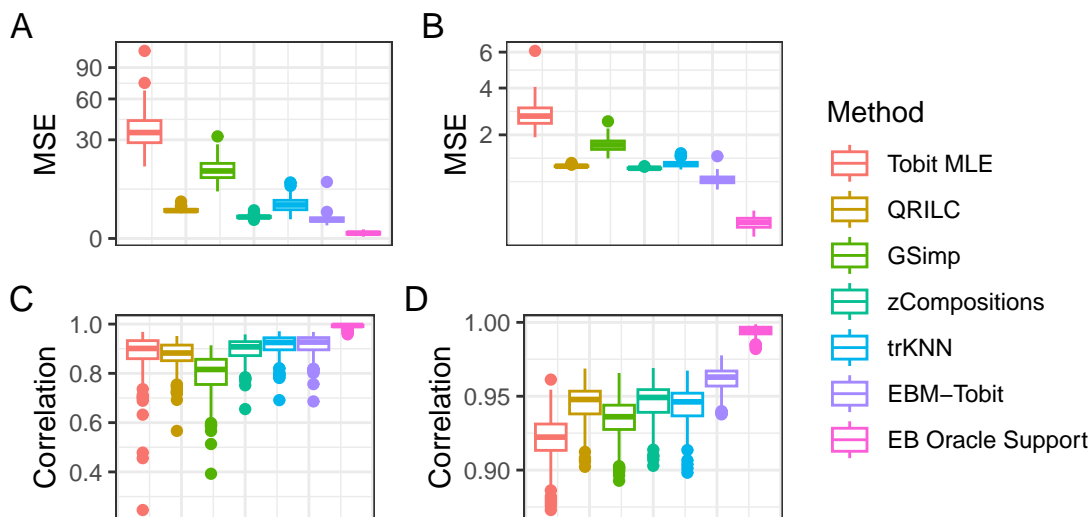 A
MSE
90
60
30
0
B
MSE
6
4
2
C
Correlation
1.0
0.8
0.6
0.4
D
Correlation
1.00
0.95
0.90
Method
Tobit MLE
QRILC
GSimp
zCompositions
trKNN
EBM−Tobit
EB Oracle Support